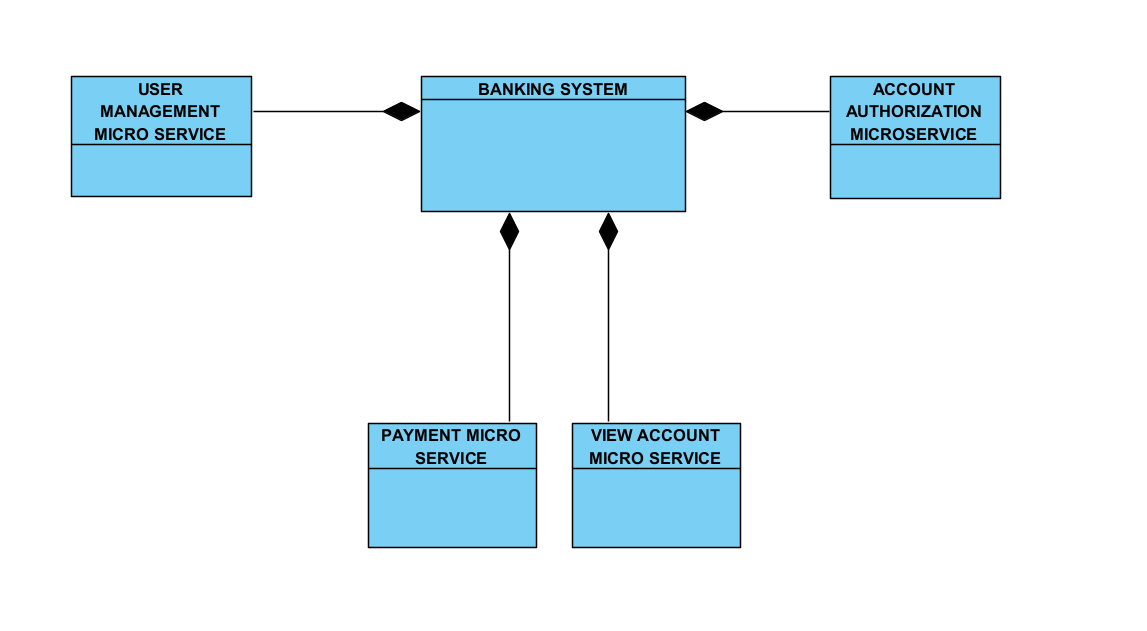 USER
MANAGEMENT
MICRO SERVICE
BANKING SYSTEM
ACCOUNT
AUTHORIZATION
MICROSERVICE
PAYMENT MICRO
SERVICE
VIEW ACCOUNT
MICRO SERVICE